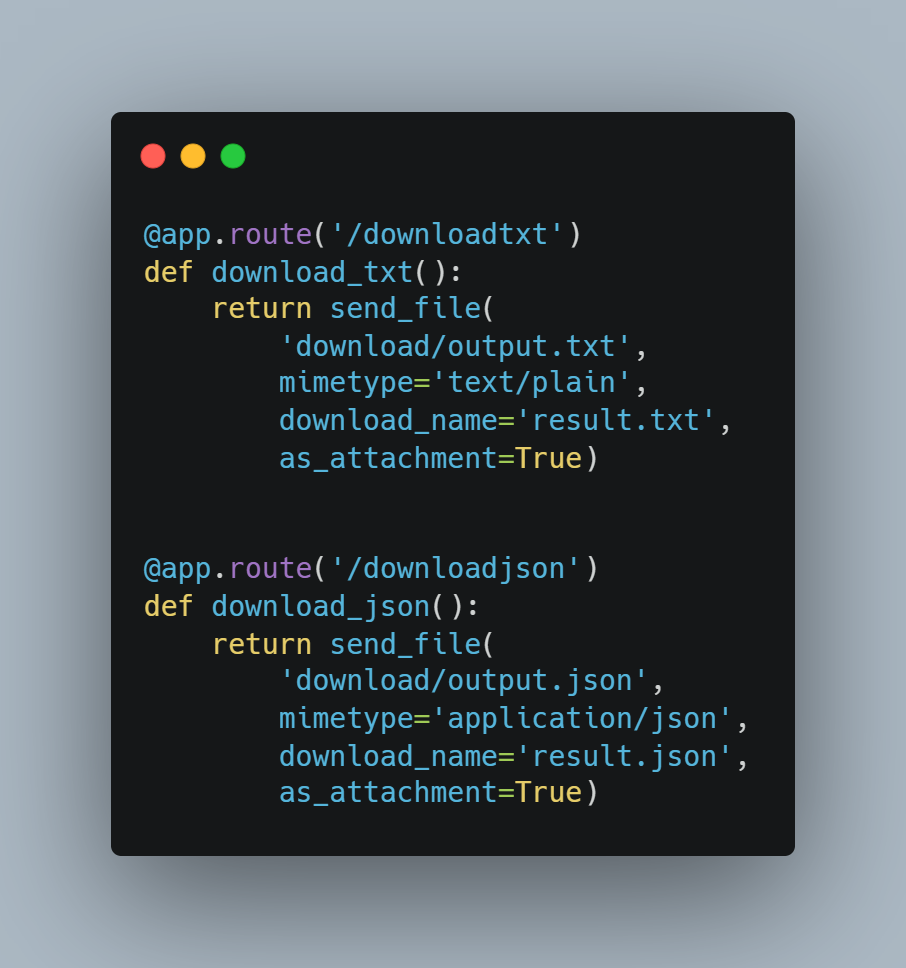 @app.route('/downloadtxt')
def download_txt():
    return send_file(
        'download/output.txt',
        mimetype='text/plain',
        download_name='result.txt',
        as_attachment=True)
@app.route('/downloadjson')
def download_json():
    return send_file(
        'download/output.json',
        mimetype='application/json',
        download_name='result.json',
        as_attachment=True)